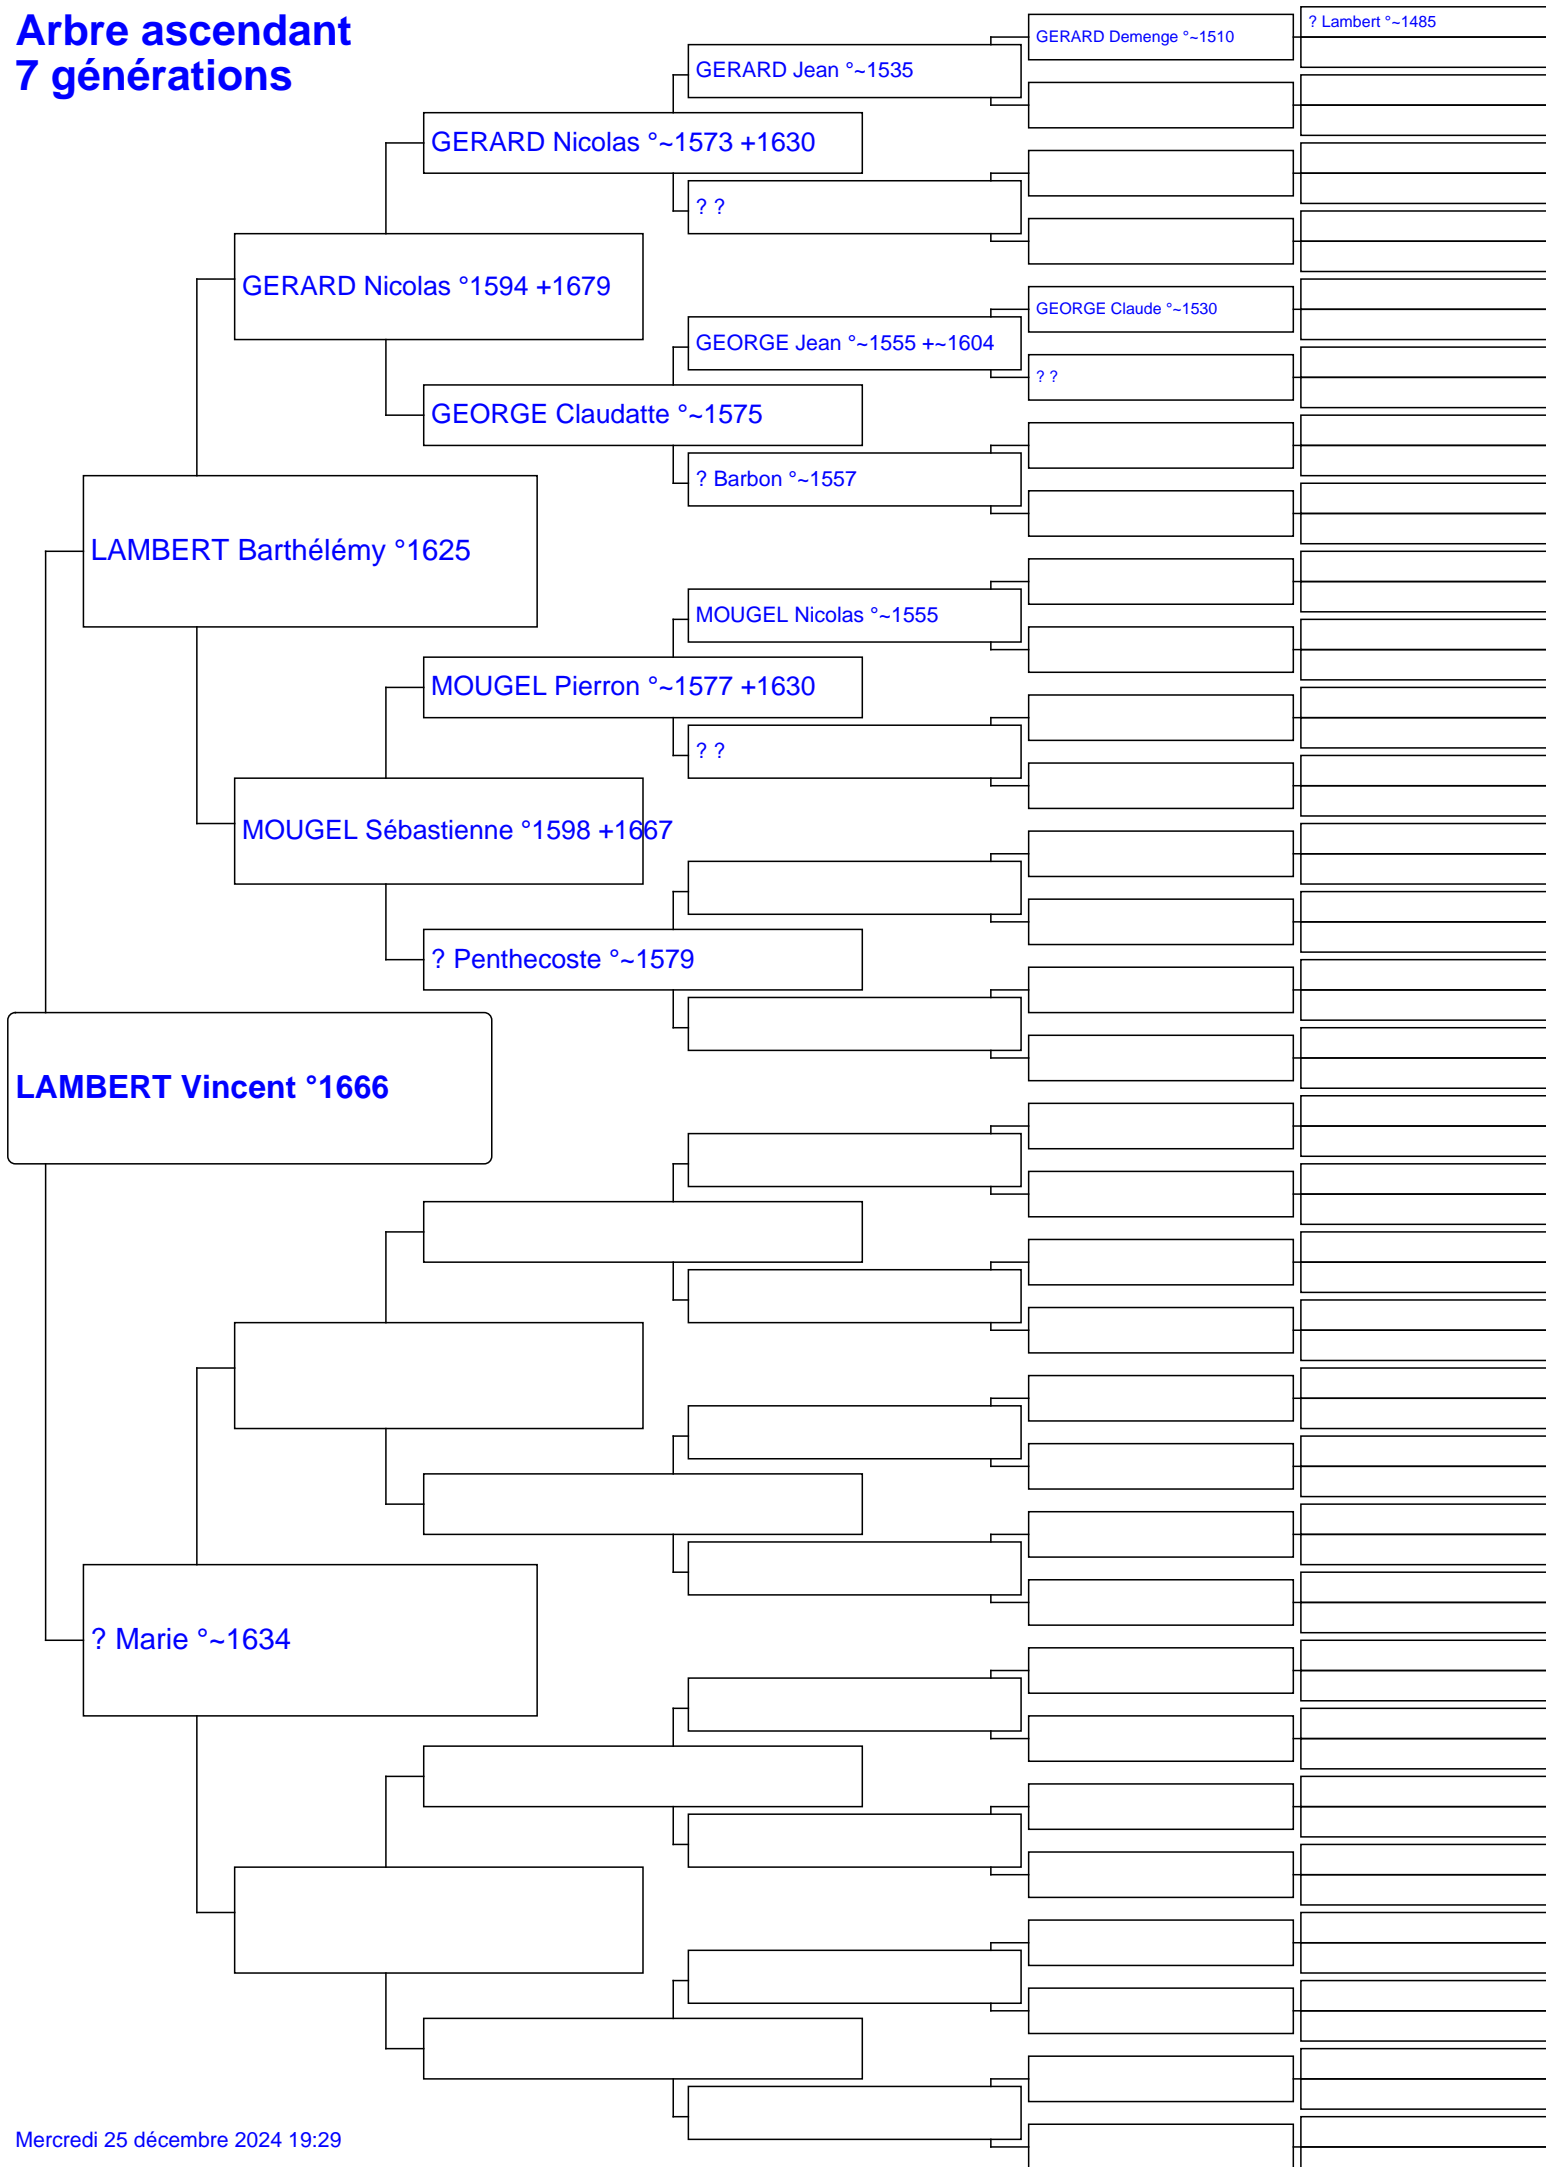 Arbre ascendant
7 générations
? Lambert °~1485
GERARD Demenge °~1510
GERARD Jean °~1535
GERARD Nicolas °~1573 +1630
? ?
GERARD Nicolas °1594 +1679
GEORGE Claude °~1530
GEORGE Jean °~1555 +~1604
? ?
GEORGE Claudatte °~1575
? Barbon °~1557
LAMBERT Barthélémy °1625
MOUGEL Nicolas °~1555
MOUGEL Pierron °~1577 +1630
? ?
MOUGEL Sébastienne °1598 +1667
? Penthecoste °~1579
LAMBERT Vincent °1666
? Marie °~1634
Mercredi 25 décembre 2024 19:29